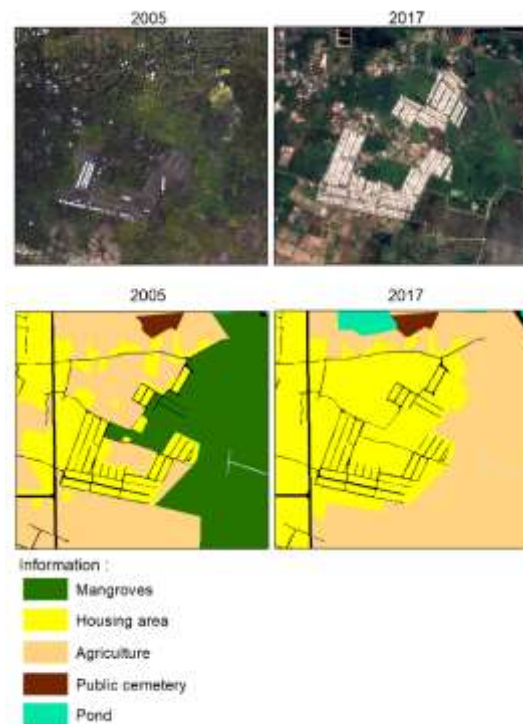 2005
2017
2005
2017
Information :
Mangroves
Housing area
Agriculture
Public cemetery
Pond